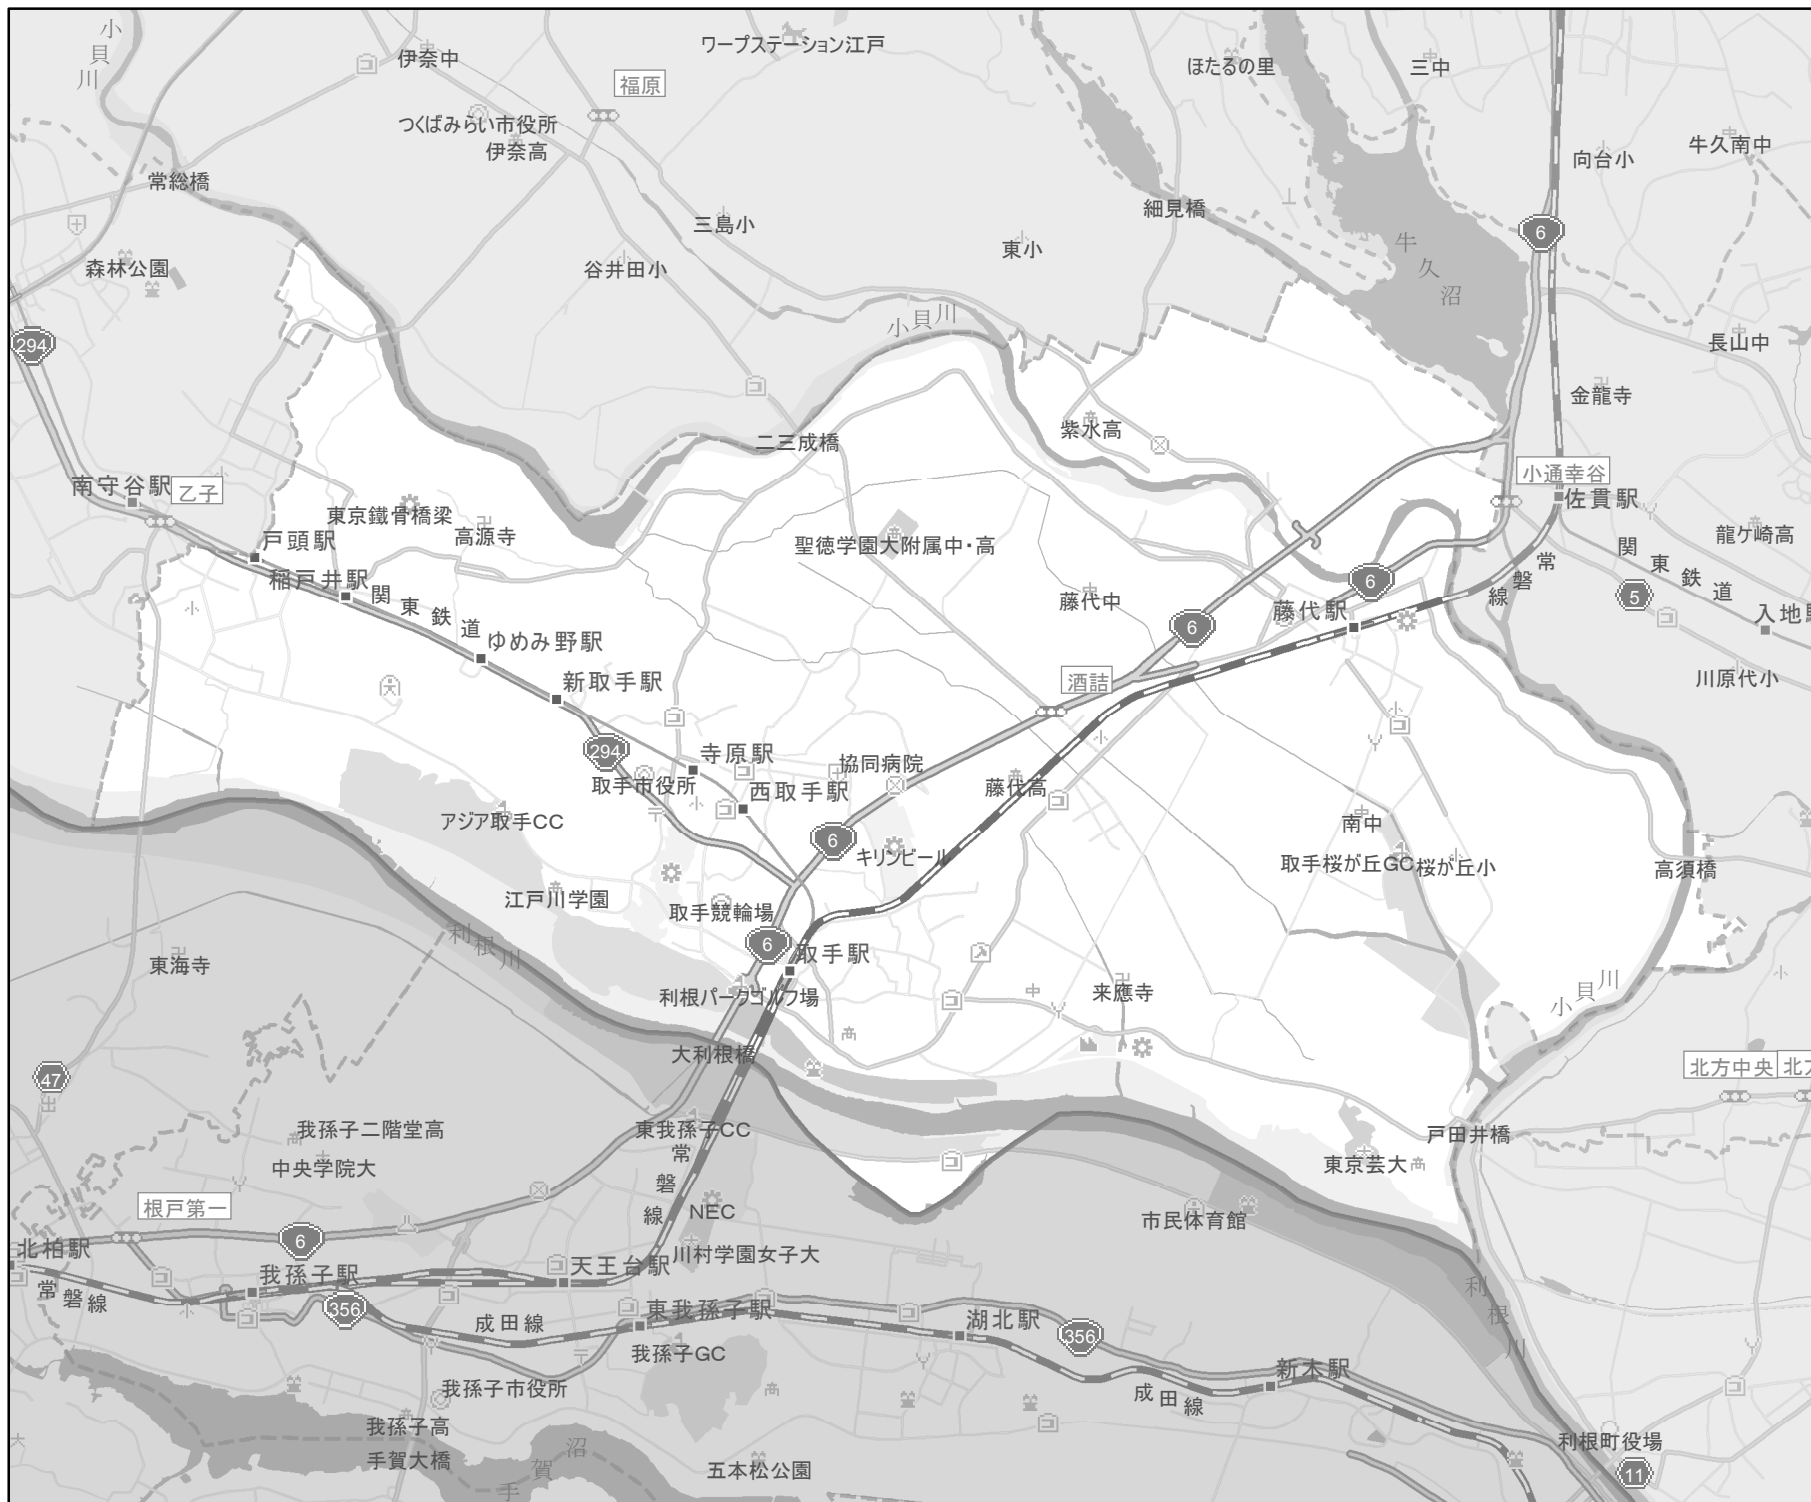 小貝川
伊奈中
ワープステーション江戸
ほたるの里
三中
福原
つくばみらい市役所
伊奈高
向台小
牛久南中
常総橋
細見橋
三島小
東小
6
牛久沼
森林公園
谷井田小
小貝川
294
長山中
金龍寺
紫水高
二三成橋
小通幸谷
南守谷駅
乙子
佐貫駅
東京鐵骨橋梁
高源寺
聖徳学園大附属中・高
龍ケ崎高
戸頭駅
稲戸井駅
関東鉄道
常磐線
関東鉄道
6
5
藤代中
藤代駅
6
入地駅
ゆめみ野駅
新取手駅
酒詰
川原代小
294
寺原駅
取手市役所
協同病院
西取手駅
藤代高
アジア取手CC
南中
6
キリンビール
取手桜が丘GC
桜が丘小
高須橋
江戸川学園
取手競輪場
利根川
6
取手駅
東海寺
利根パークゴルフ場
来應寺
小貝川
大利根橋
47
北方中央
北方
我孫子二階堂高
東我孫子CC
戸田井橋
中央学院大
常磐線
東京芸大
根戸第一
NEC
市民体育館
6
北柏駅
川村学園女子大
天王台駅
我孫子駅
常磐線
356
成田線
東我孫子駅
湖北駅
356
利根川
我孫子GC
新木駅
我孫子市役所
成田線
我孫子高
手賀大橋
手賀沼
五本松公園
利根町役場
11